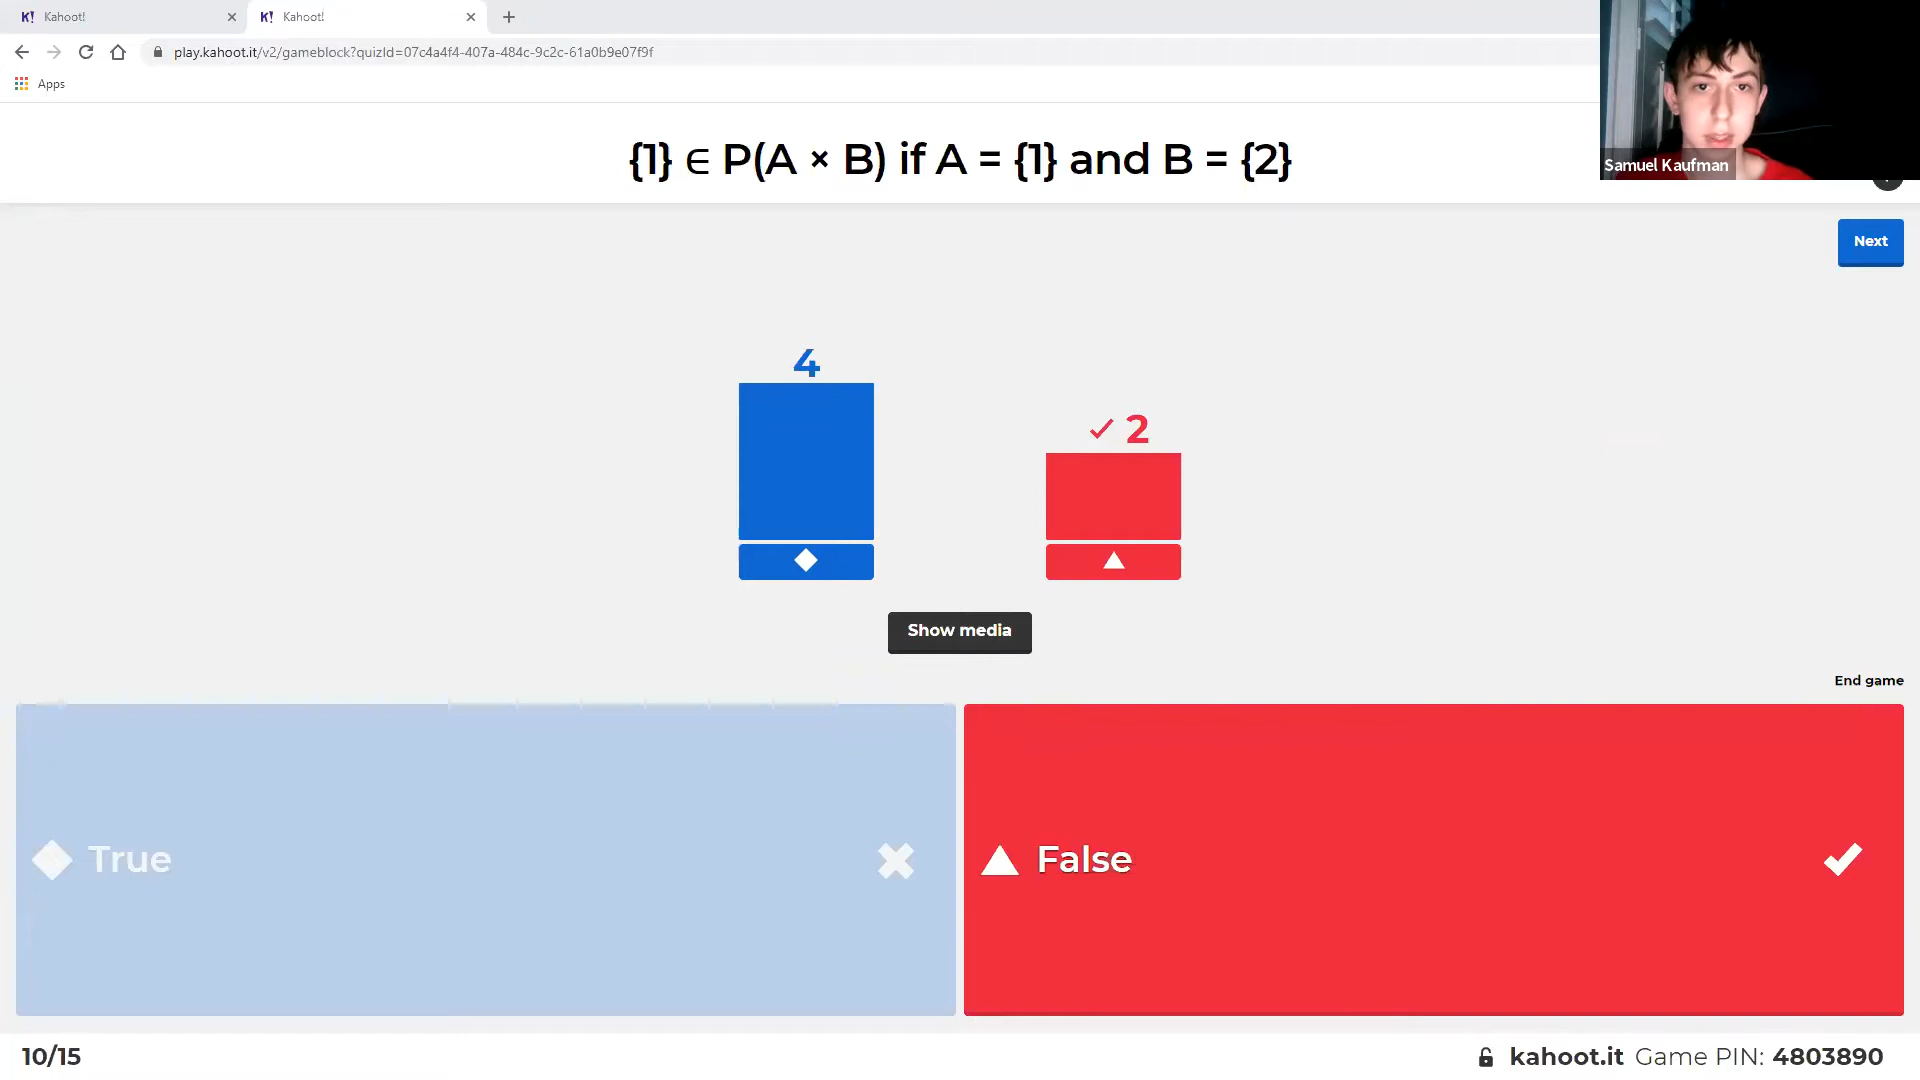 Kahoot!
Kahoot!
play.kahoot.it/v2/gameblock?quizId=07c4a4f4-407a-484c-9c2c-61a0b9e07f9f
Apps
{1} ∈ P(A × B) if A = {1} and B = {2}
Samuel Kaufman
Next
4
2
Show media
End game
True
False
10/15
kahoot.it Game PIN: 4803890